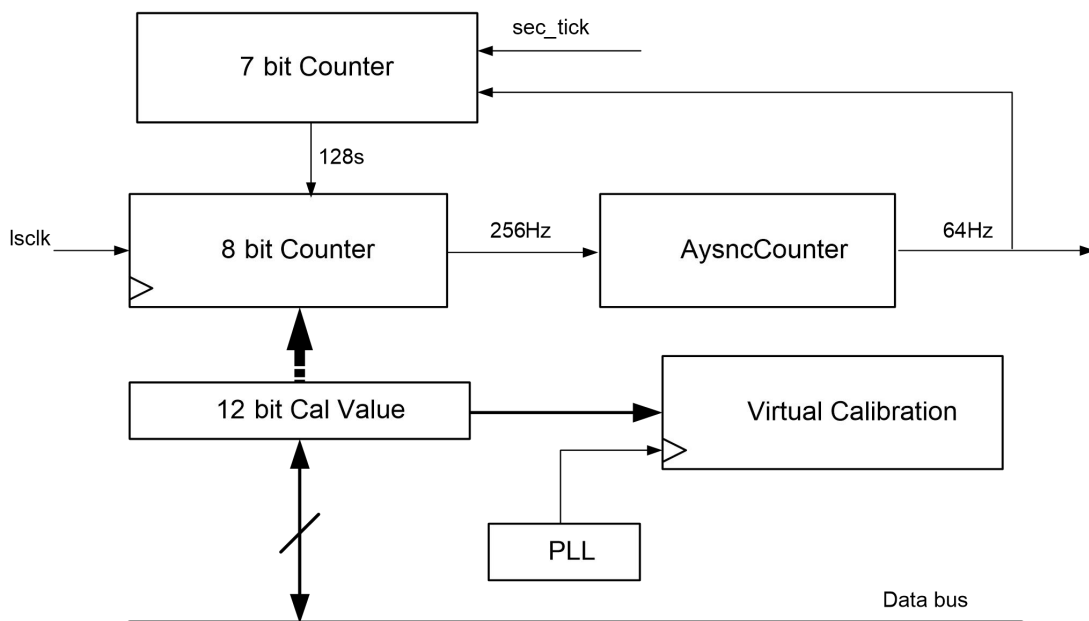 sec_tick
7 bit Counter
128s
lsclk
8 bit Counter
256Hz
AysncCounter
64Hz
12 bit Cal Value
Virtual Calibration
PLL
Data bus